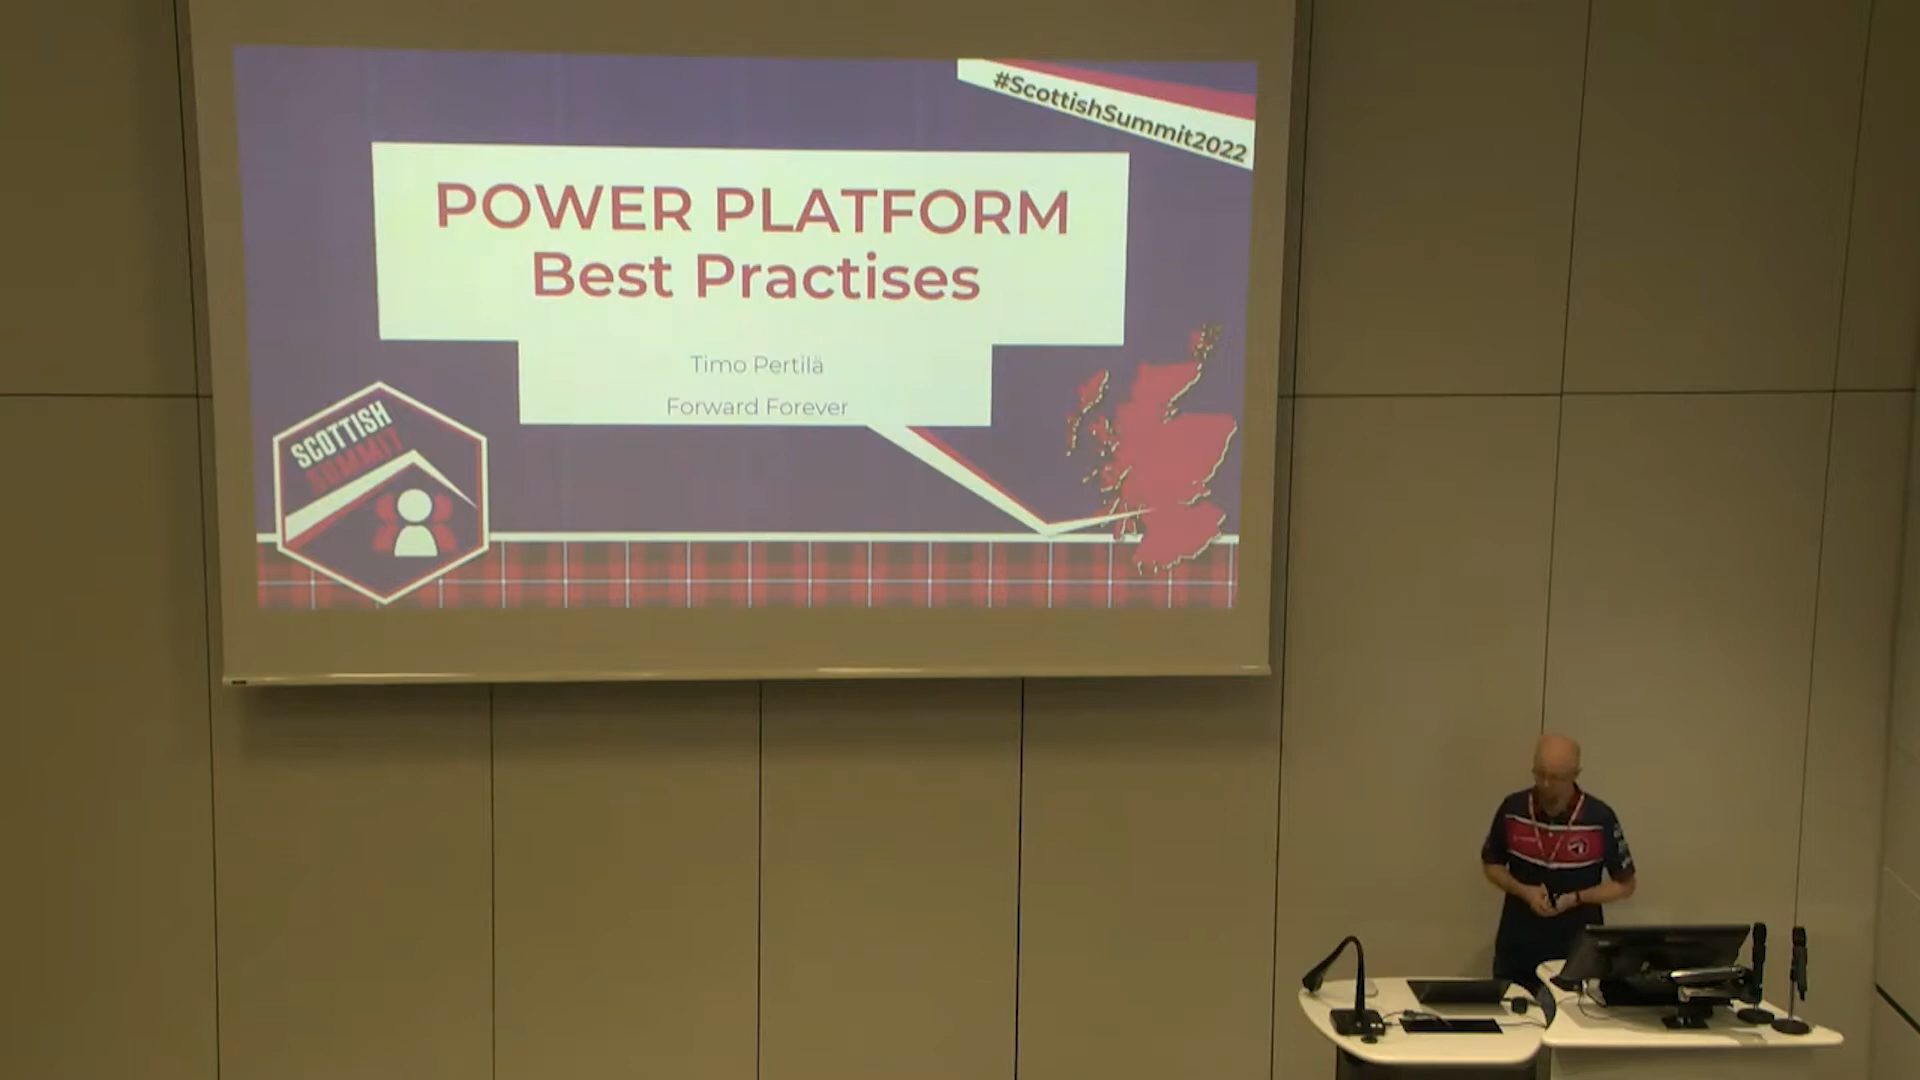 #ScottishSummit2022
POWER PLATFORM
Best Practises
Timo Pertilä
Forward Forever
SCOTTISH
SUMMIT